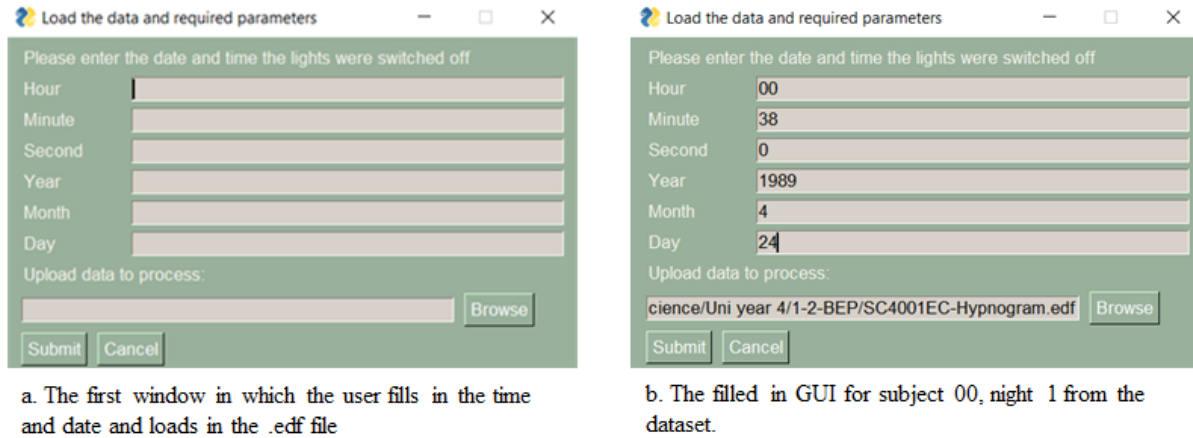 Load the data and required parameters
Please enter the date and time the lights were switched off
Hour
Minute
Second
Year
Month
Day
Upload data to process:
Browse
Submit Cancel
a. The first window in which the user fills in the time
and date and loads in the .edf file
Load the data and required parameters
Please enter the date and time the lights were switched off
Hour 00
Minute 38
Second 0
Year 1989
Month 4
Day 24
Upload data to process:
cience/Uni year 4/1-2-BEP/SC4001EC-Hypnogram.edf Browse
Submit Cancel
b. The filled in GUI for subject 00, night 1 from the
dataset.